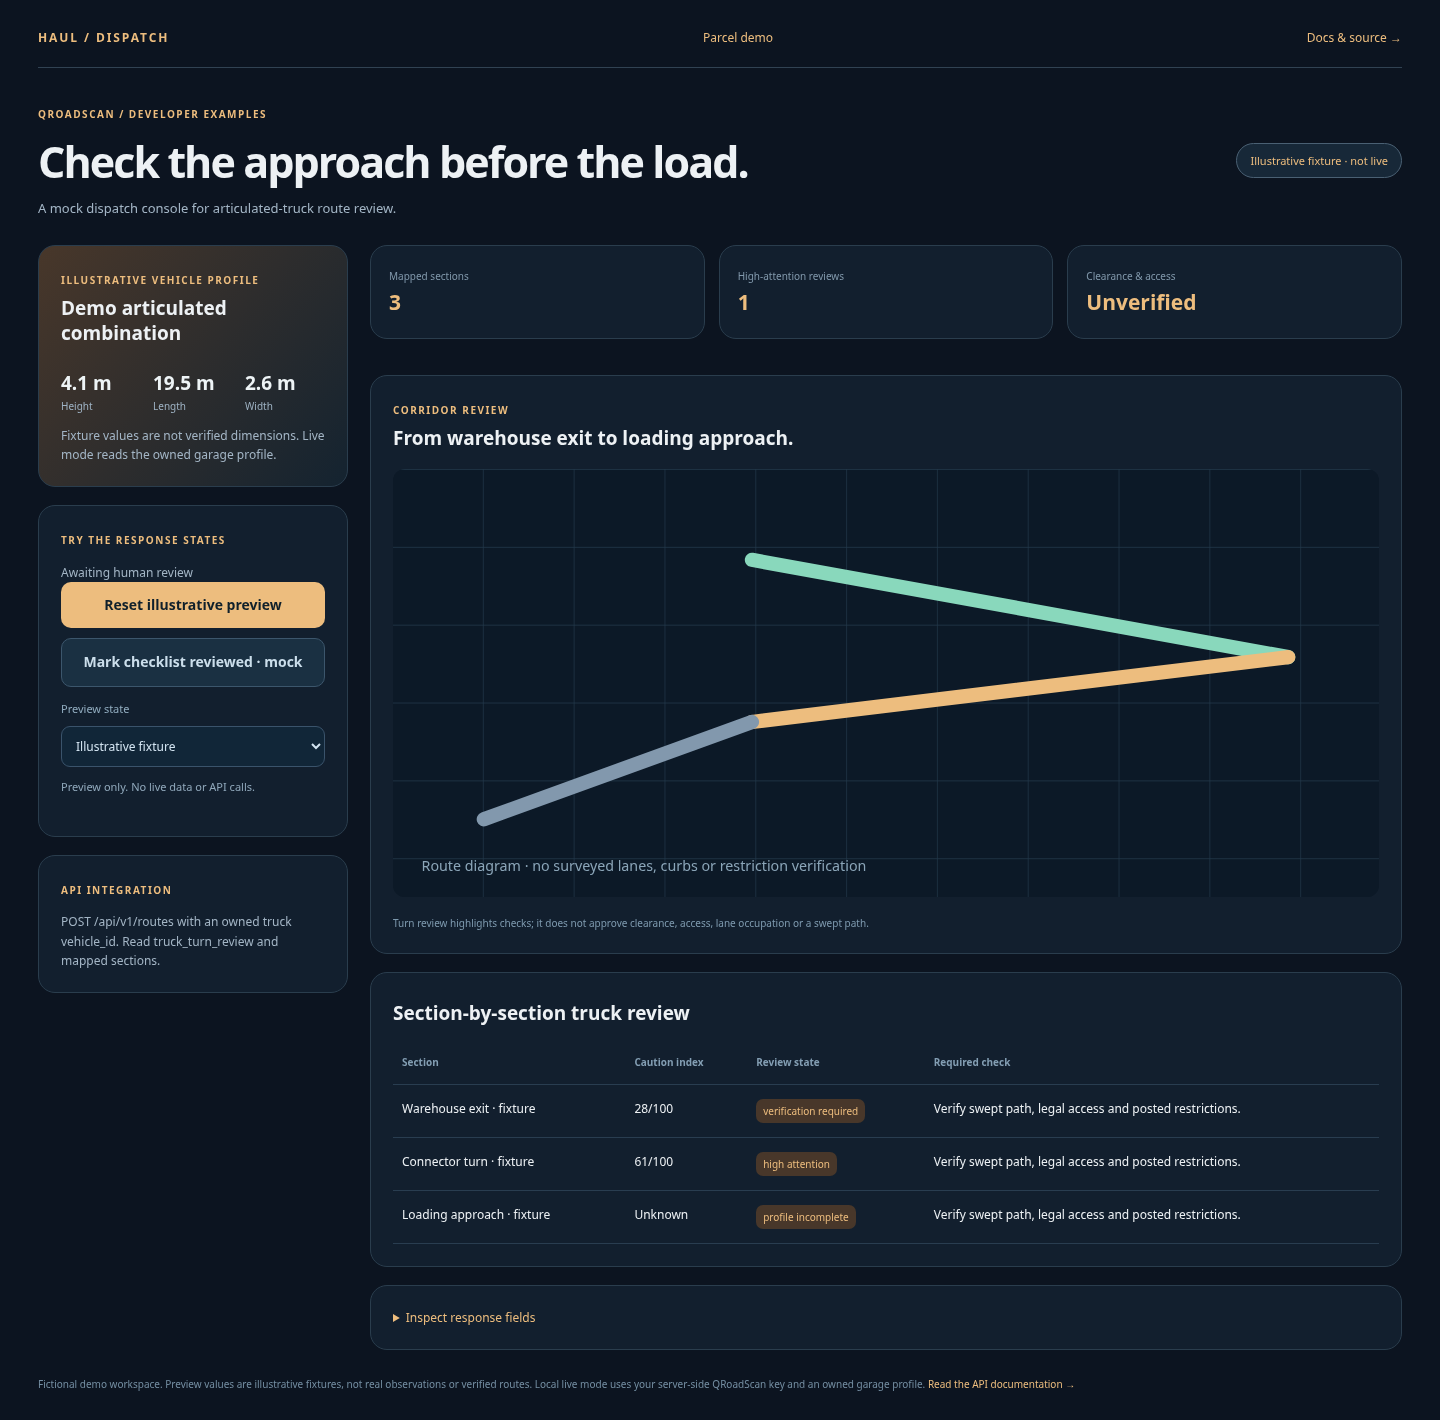 HAUL / DISPATCH
Parcel demo
Docs & source →
QROADSCAN / DEVELOPER EXAMPLES
Check the approach before the load.
Illustrative fixture · not live
A mock dispatch console for articulated-truck route review.
ILLUSTRATIVE VEHICLE PROFILE
Demo articulated
combination
4.1 m
19.5 m
2.6 m
Height
Length
Width
Fixture values are not verified dimensions. Live
mode reads the owned garage profile.
TRY THE RESPONSE STATES
Awaiting human review
Reset illustrative preview
Mark checklist reviewed · mock
Preview state
Illustrative fixture
Preview only. No live data or API calls.
API INTEGRATION
POST /api/v1/routes with an owned truck
vehicle_id. Read truck_turn_review and
mapped sections.
Mapped sections
3
High-attention reviews
1
Clearance & access
Unverified
CORRIDOR REVIEW
From warehouse exit to loading approach.
Route diagram · no surveyed lanes, curbs or restriction verification
Turn review highlights checks; it does not approve clearance, access, lane occupation or a swept path.
Section-by-section truck review
Section Caution index Review state Required check
Warehouse exit · fixture 28/100 verification required Verify swept path, legal access and posted restrictions.
Connector turn · fixture 61/100 high attention Verify swept path, legal access and posted restrictions.
Loading approach · fixture Unknown profile incomplete Verify swept path, legal access and posted restrictions.
Inspect response fields
Fictional demo workspace. Preview values are illustrative fixtures, not real observations or verified routes. Local live mode uses your server-side QRoadScan key and an owned garage profile. Read the API documentation →